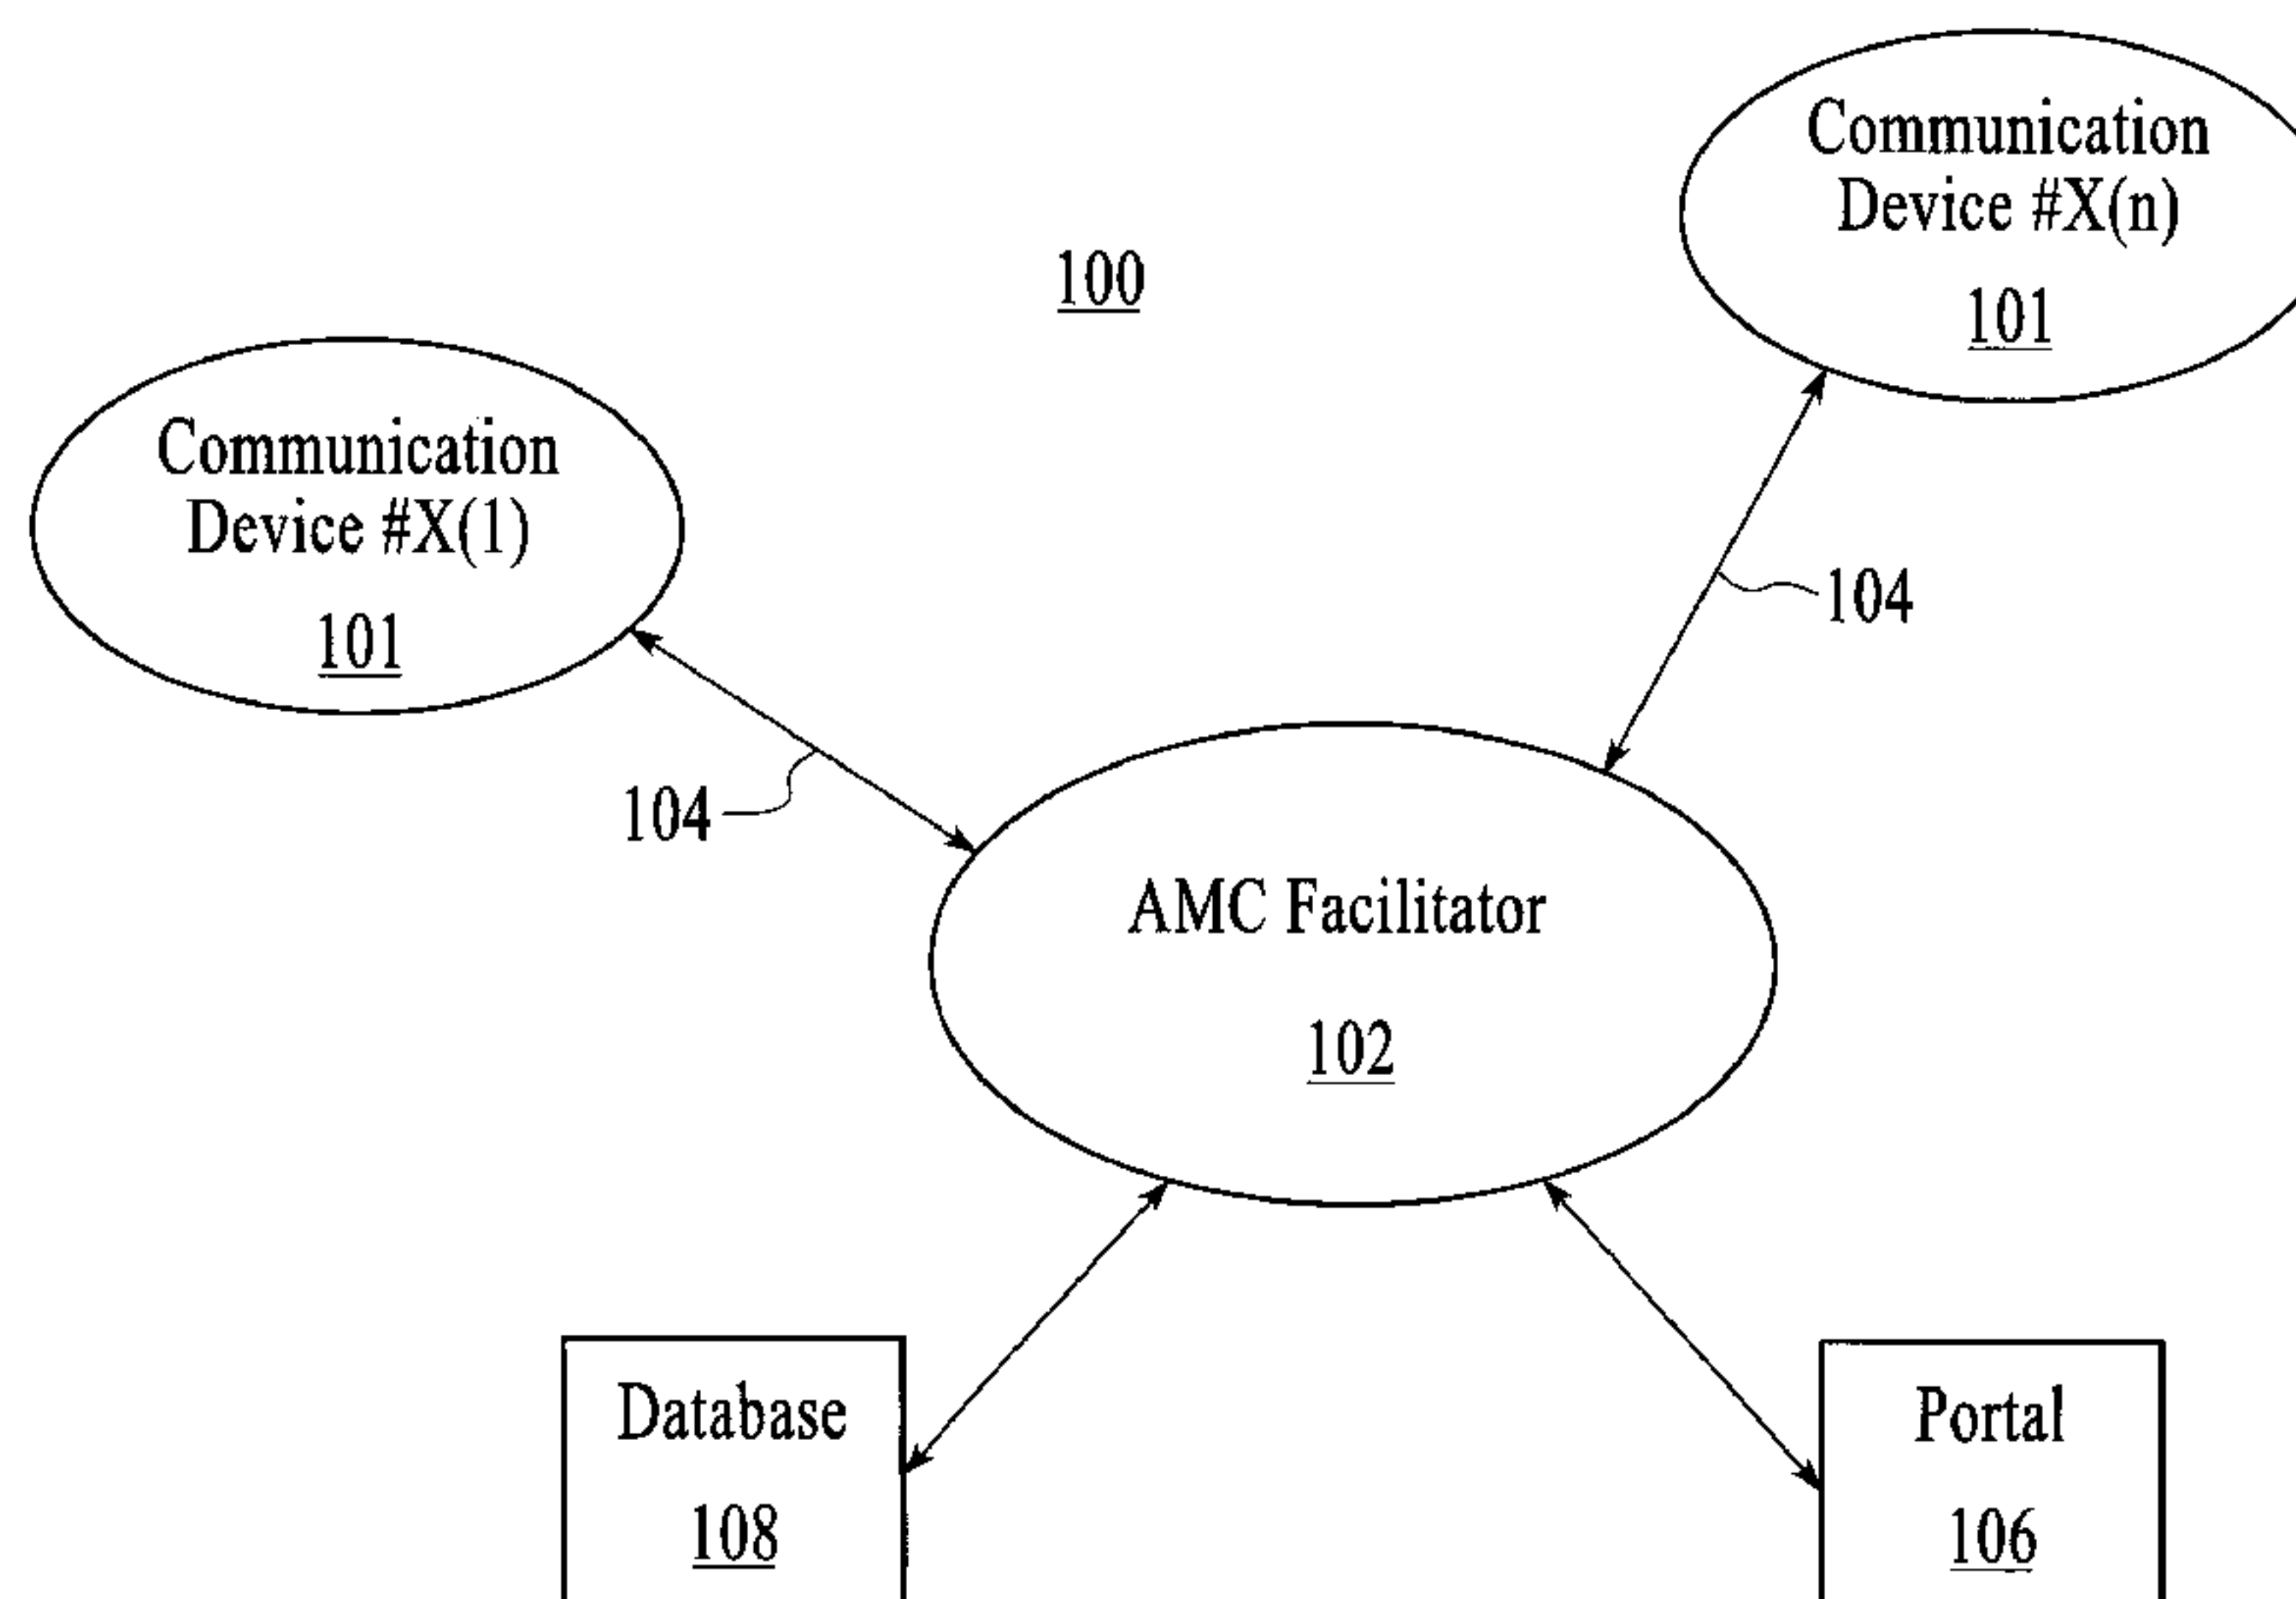 Communication
Device #X(n)
101
100
Communication
Device #X(1)
101
104
104
AMC Facilitator
102
Database
108
Portal
106